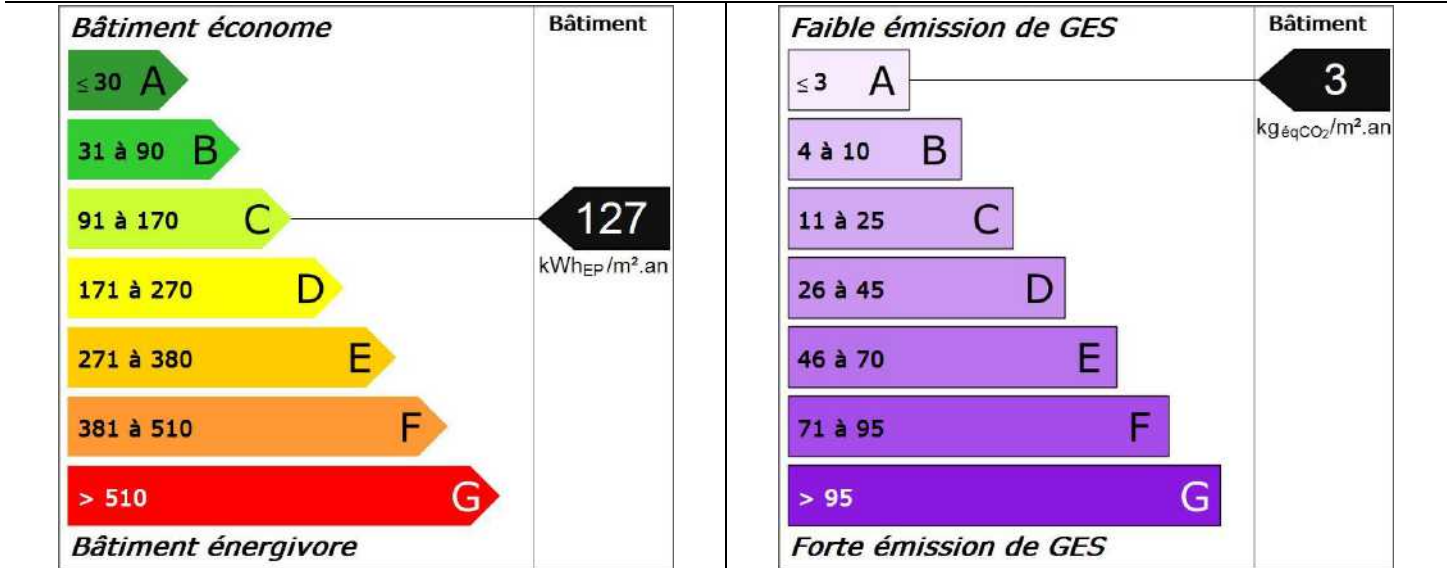 Bâtiment économe
Bâtiment
≤ 30 A
31 à 90 B
91 à 170 C
127
kWhEP/m².an
171 à 270 D
271 à 380 E
381 à 510 F
> 510 G
Bâtiment énergivore
Faible émission de GES
Bâtiment
≤ 3 A
3
kgéqCO₂/m².an
4 à 10 B
11 à 25 C
26 à 45 D
46 à 70 E
71 à 95 F
> 95 G
Forte émission de GES